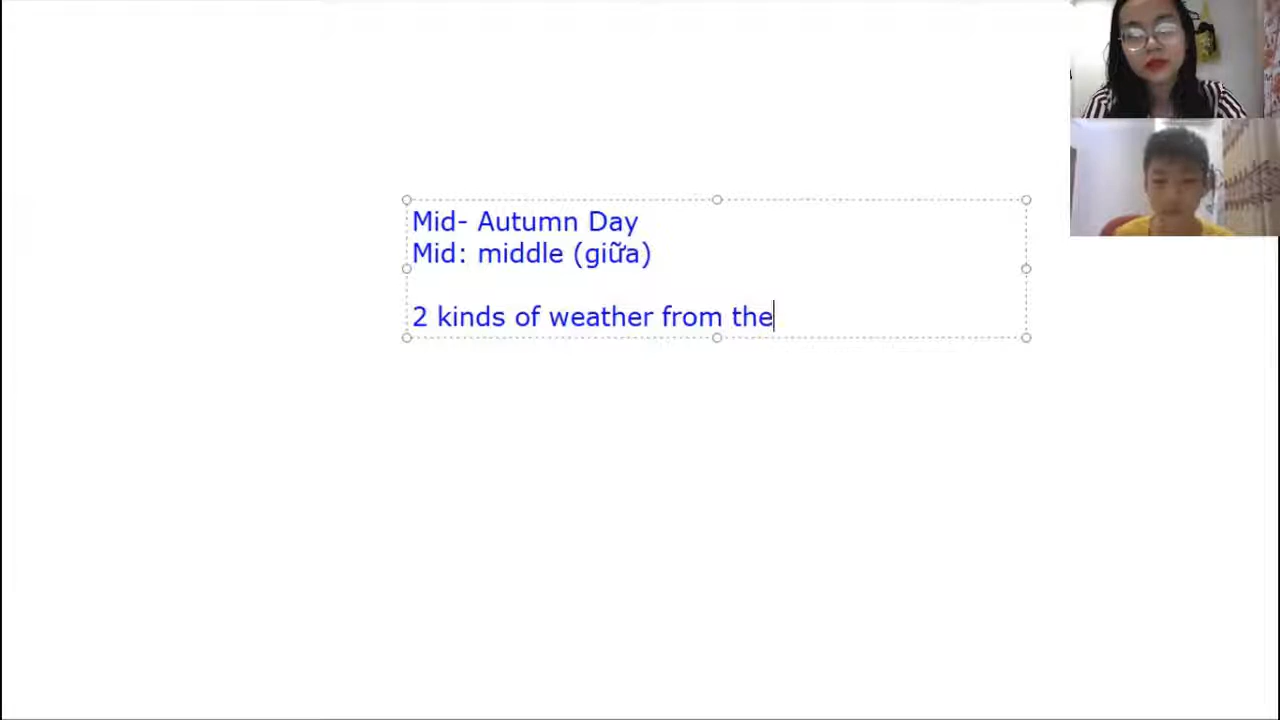 Mid- Autumn Day
Mid: middle (giữa)
2 kinds of weather from the